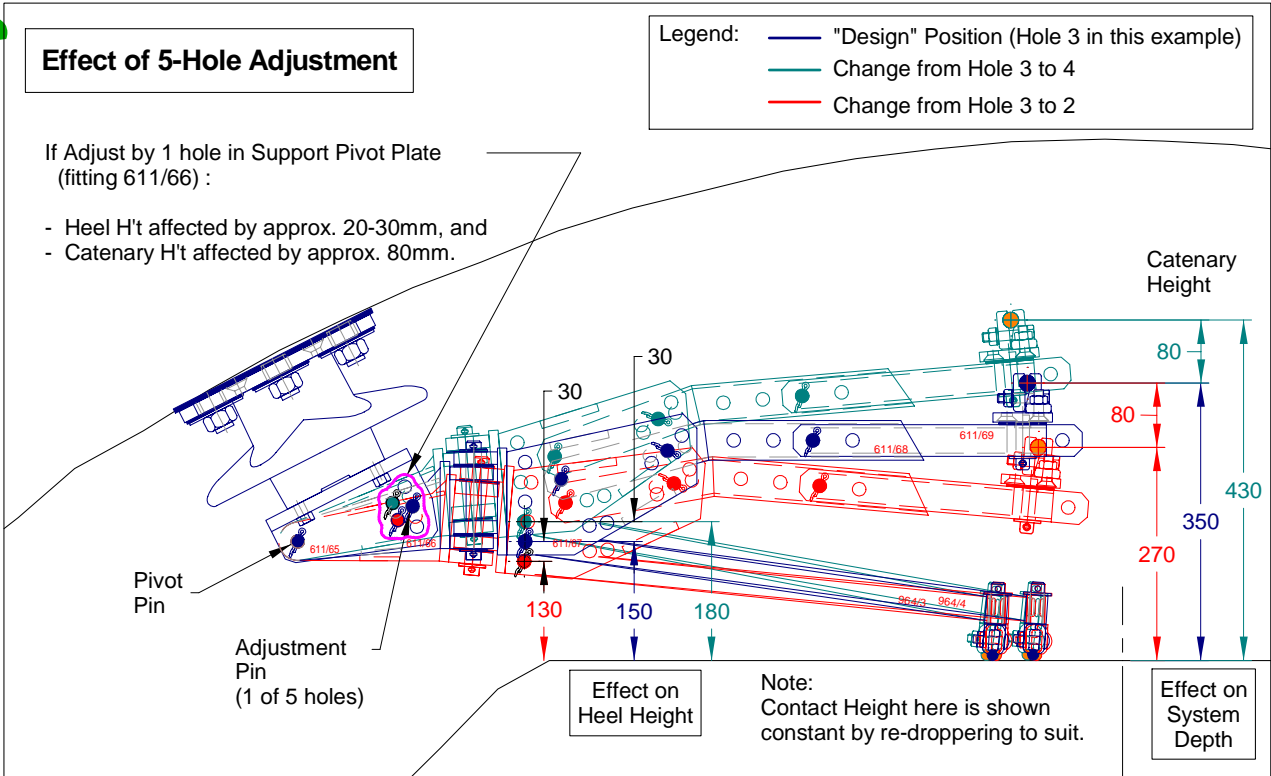 Effect of 5-Hole Adjustment
Legend:
"Design" Position (Hole 3 in this example)
Change from Hole 3 to 4
Change from Hole 3 to 2
If Adjust by 1 hole in Support Pivot Plate
(fitting 611/66) :
- Heel H't affected by approx. 20-30mm, and
- Catenary H't affected by approx. 80mm.
Catenary
Height
30
30
80
80
430
350
270
611/69
611/68
611/65
611/66
611/67
964/3
964/4
130
150
180
Pivot
Pin
Adjustment
Pin
(1 of 5 holes)
Effect on
Heel Height
Note:
Contact Height here is shown
constant by re-droppering to suit.
Effect on
System
Depth